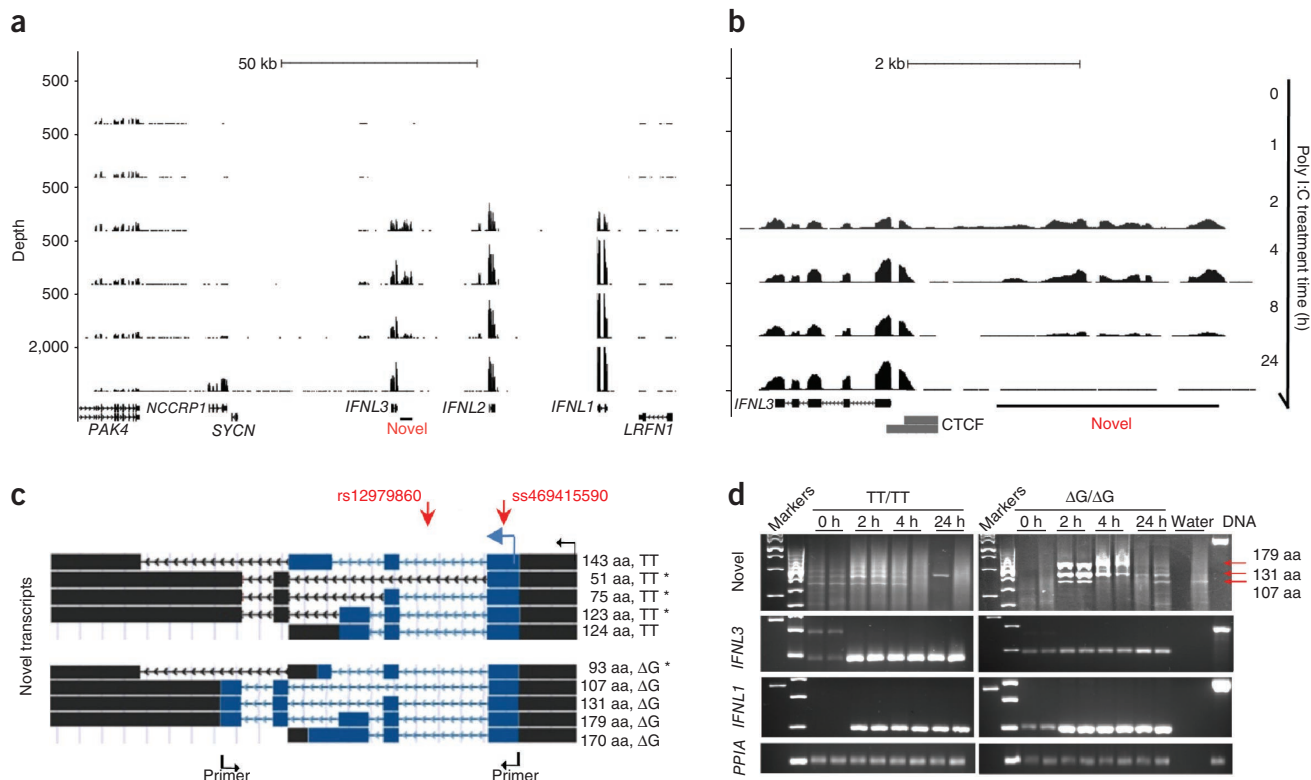 a
50 kb
500
500
500
500
500
2,000
Depth
PAK4
NCCRP1
SYCN
IFNL3
Novel
IFNL2
IFNL1
LRFN1
b
2 kb
0
1
2
4
8
24
Poly I:C treatment time (h)
IFNL3
CTCF
Novel
c
rs12979860
ss469415590
Novel transcripts
143 aa, TT
51 aa, TT *
75 aa, TT *
123 aa, TT *
124 aa, TT
93 aa, ΔG *
107 aa, ΔG
131 aa, ΔG
179 aa, ΔG
170 aa, ΔG
Primer
Primer
d
Markers
TT/TT
0 h 2 h 4 h 24 h
Markers
ΔG/ΔG
0 h 2 h 4 h 24 h Water DNA
Novel
179 aa
131 aa
107 aa
IFNL3
IFNL1
PPIA